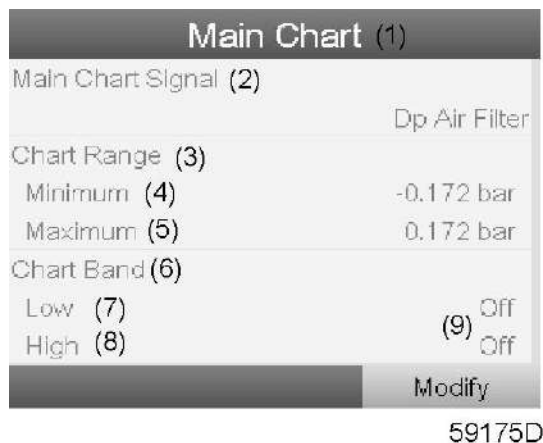 Main Chart (1)
Main Chart Signal (2)
Dp Air Filter
Chart Range (3)
Minimum (4) -0.172 bar
Maximum (5) 0.172 bar
Chart Band (6)
Low (7) Off
(9)
High (8) Off
Modify
59175D